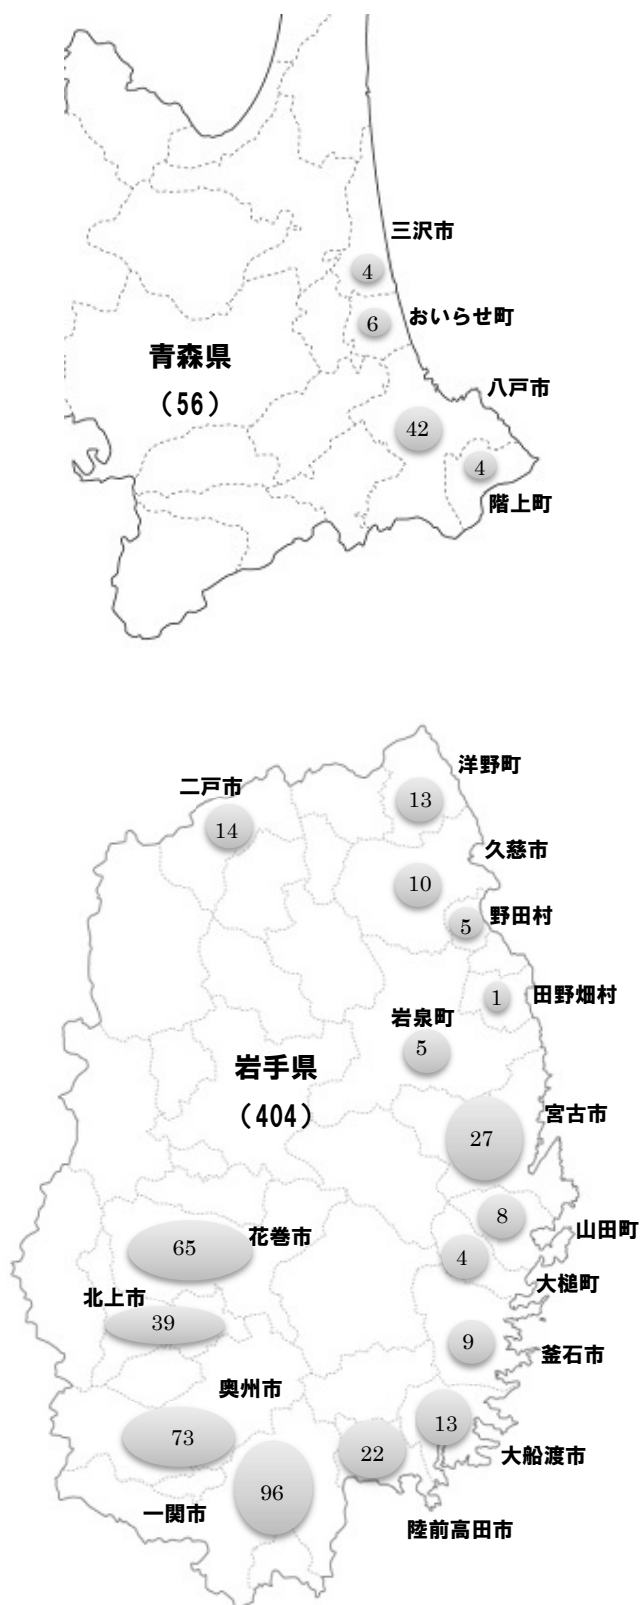 三沢市
4
おいらせ町
6
青森県
（56）
八戸市
42
4
階上町
洋野町
二戸市
13
14
久慈市
10
野田村
5
1
田野畑村
岩泉町
5
岩手県
（404）
宮古市
27
8
山田町
花巻市
65
4
大槌町
北上市
39
9
釜石市
奥州市
13
73
22
大船渡市
96
一関市
陸前高田市